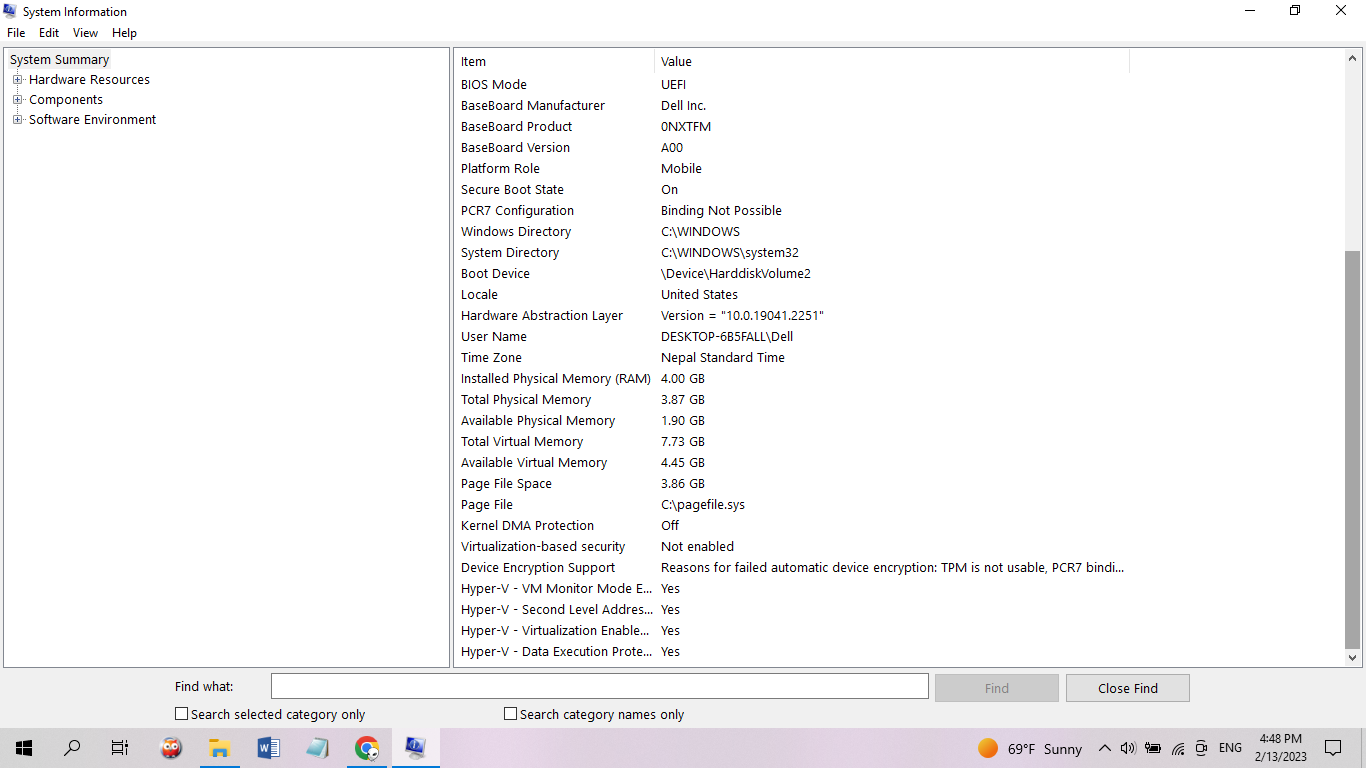 System Information
File Edit View Help
System Summary
Hardware Resources
Components
Software Environment
Item Value
BIOS Mode UEFI
BaseBoard Manufacturer Dell Inc.
BaseBoard Product 0NXTFM
BaseBoard Version A00
Platform Role Mobile
Secure Boot State On
PCR7 Configuration Binding Not Possible
Windows Directory C:\WINDOWS
System Directory C:\WINDOWS\system32
Boot Device \Device\HarddiskVolume2
Locale United States
Hardware Abstraction Layer Version = "10.0.19041.2251"
User Name DESKTOP-6B5FALL\Dell
Time Zone Nepal Standard Time
Installed Physical Memory (RAM) 4.00 GB
Total Physical Memory 3.87 GB
Available Physical Memory 1.90 GB
Total Virtual Memory 7.73 GB
Available Virtual Memory 4.45 GB
Page File Space 3.86 GB
Page File C:\pagefile.sys
Kernel DMA Protection Off
Virtualization-based security Not enabled
Device Encryption Support Reasons for failed automatic device encryption: TPM is not usable, PCR7 bindi...
Hyper-V - VM Monitor Mode E... Yes
Hyper-V - Second Level Addres... Yes
Hyper-V - Virtualization Enable... Yes
Hyper-V - Data Execution Prote... Yes
Find what: Find Close Find
Search selected category only Search category names only
69°F Sunny ENG 4:48 PM
2/13/2023